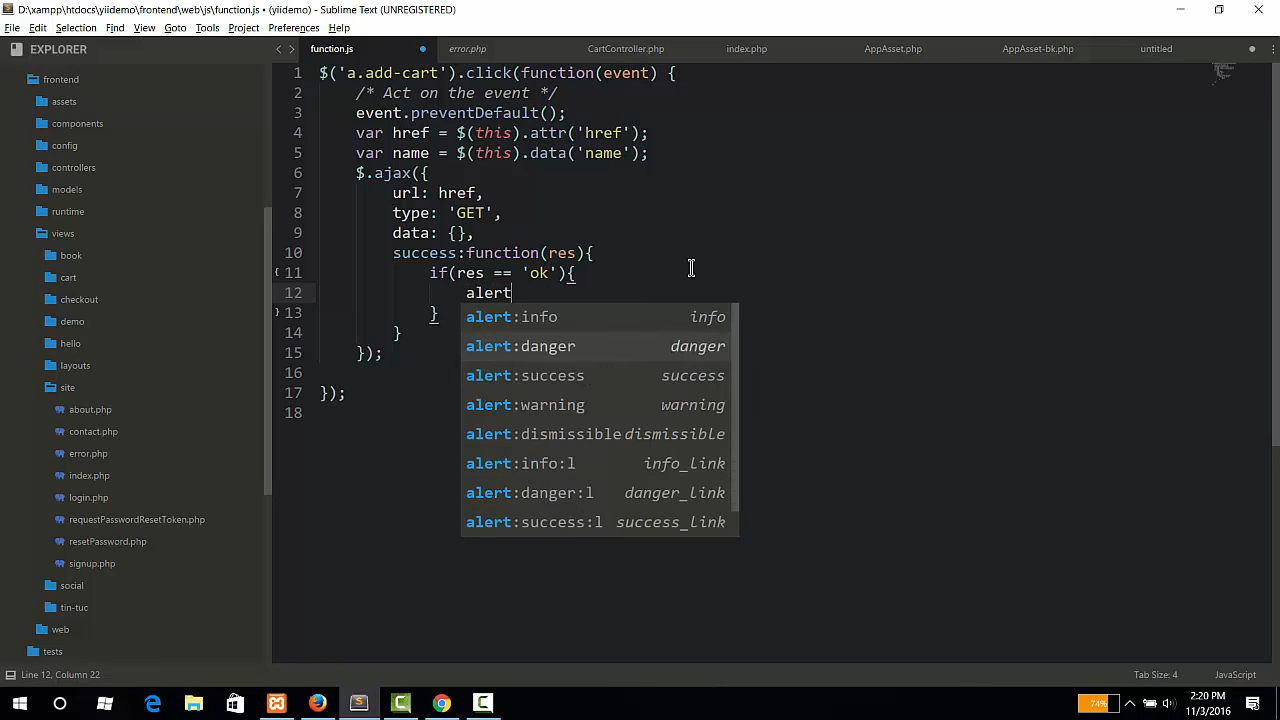 D:\xampp\htdocs\yiidemo\frontend\web\js\function.js • (yiidemo) - Sublime Text (UNREGISTERED)
File Edit Selection Find View Goto Tools Project Preferences Help
EXPLORER
function.js error.php CartController.php index.php AppAsset.php AppAsset-bk.php untitled
frontend
assets
components
config
controllers
models
runtime
views
book
cart
checkout
demo
hello
layouts
site
about.php
contact.php
error.php
index.php
login.php
requestPasswordResetToken.php
resetPassword.php
signup.php
social
tin-tuc
web
tests
1 $('a.add-cart').click(function(event) {
2 /* Act on the event */
3 event.preventDefault();
4 var href = $(this).attr('href');
5 var name = $(this).data('name');
6 $.ajax({
7 url: href,
8 type: 'GET',
9 data: {},
10 success:function(res){
{ 11 if(res == 'ok'){
12 alert
} 13 }
14 }
15 });
16
17 });
18
alert:info info
alert:danger danger
alert:success success
alert:warning warning
alert:dismissible dismissible
alert:info:l info_link
alert:danger:l danger_link
alert:success:l success_link
Line 12, Column 22 Tab Size: 4 JavaScript
74% 2:20 PM
11/3/2016